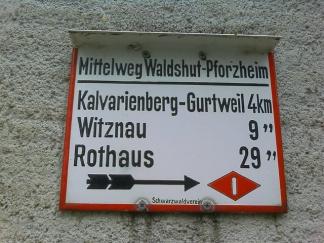 Mittelweg Waldshut-Pforzheim
Kalvarienberg-Gurtweil 4km
Witznau 9 "
Rothaus 29 "
Schwarzwaldverein